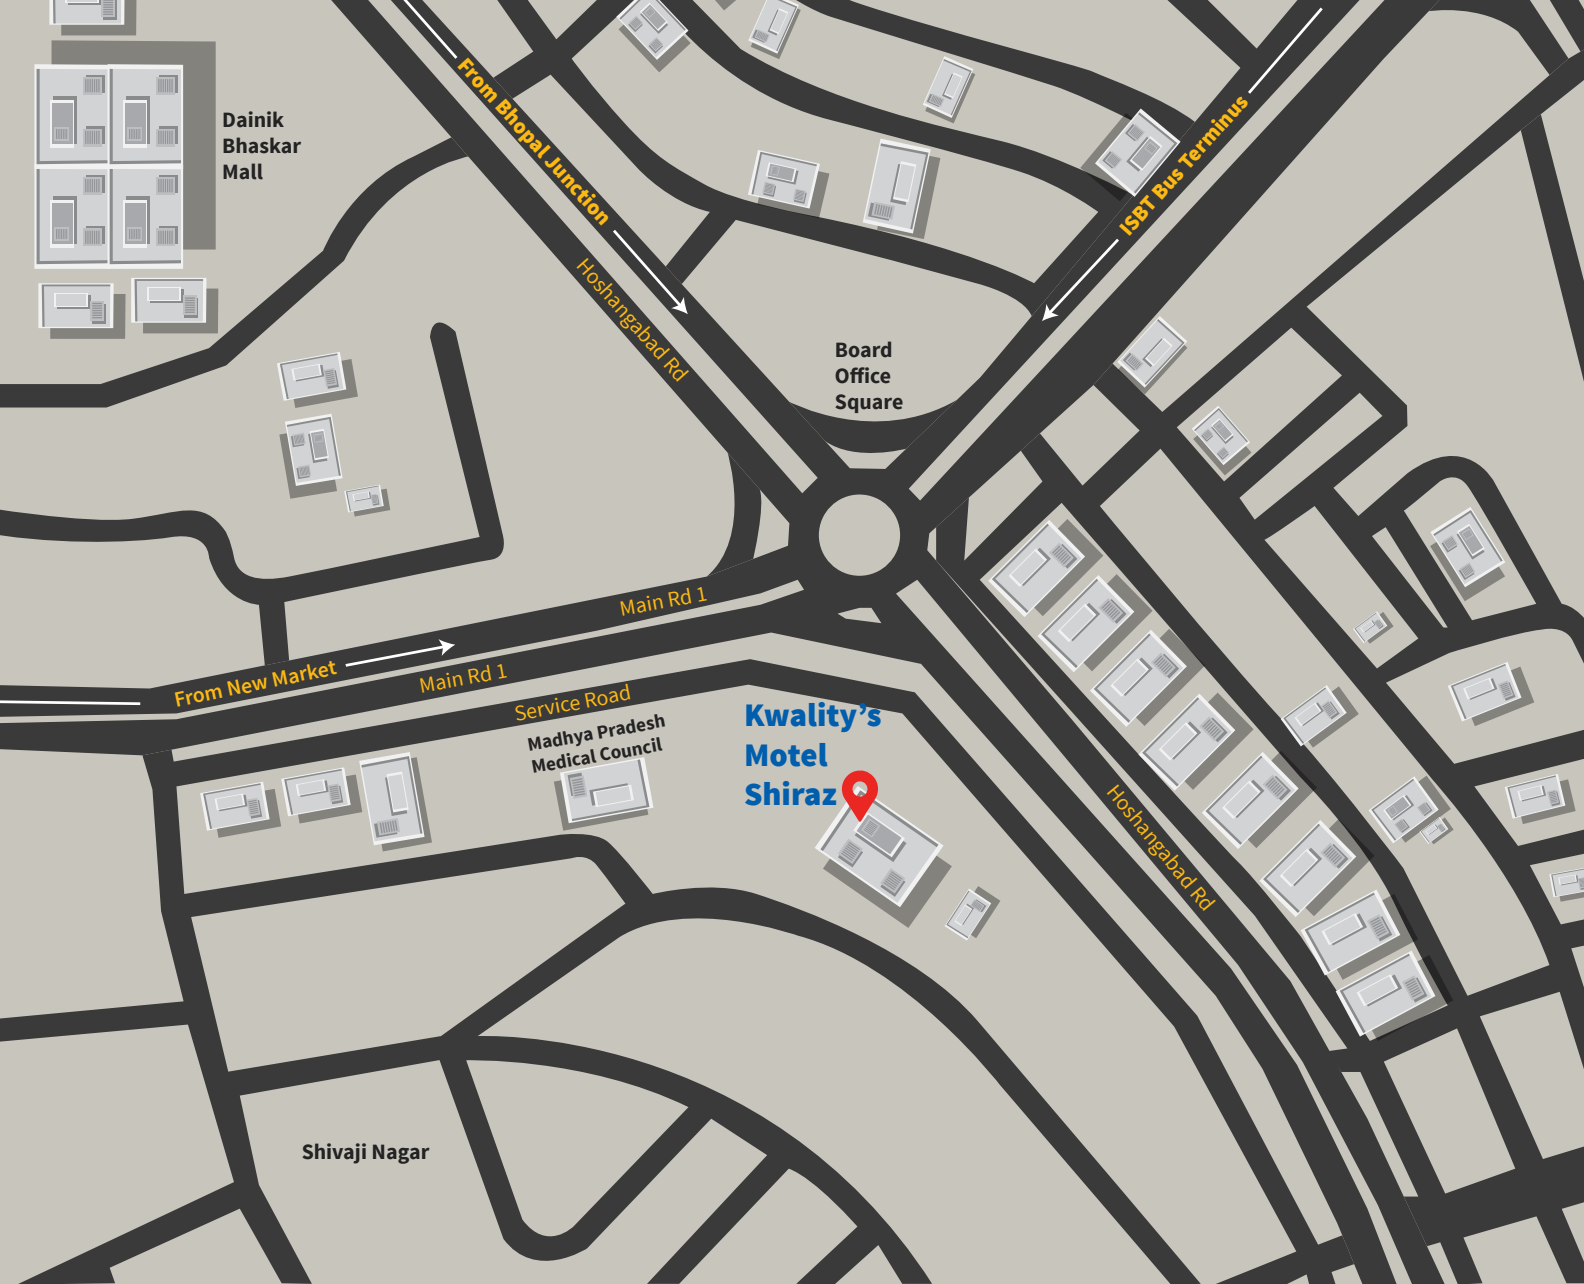 From Bhopal Junction
ISBT Bus Terminus
Dainik
Bhaskar
Mall
Hoshangabad Rd
Board
Office
Square
Main Rd 1
From New Market
Main Rd 1
Service Road
Madhya Pradesh
Medical Council
Kwality’s
Motel
Shiraz
Hoshangabad Rd
Shivaji Nagar